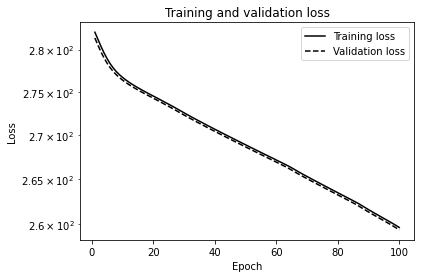 Training and validation loss
Training loss
Validation loss
2.8 × 10²
2.75 × 10²
2.7 × 10²
2.65 × 10²
2.6 × 10²
Loss
0 20 40 60 80 100
Epoch